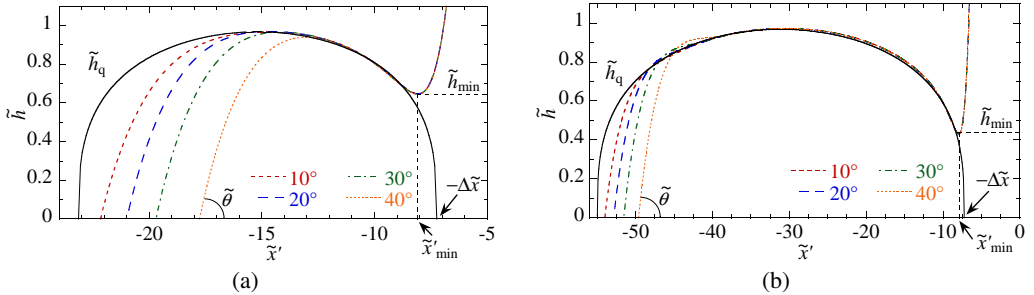 1
0.8
0.6
0.4
0.2
0
h̃
h̃q
h̃min
10°
20°
30°
40°
θ̃
−Δx̃
x̃′min
-20
-15
-10
-5
x̃′
(a)
1
0.8
0.6
0.4
0.2
0
h̃
h̃q
h̃min
10°
20°
30°
40°
θ̃
−Δx̃
x̃′min
-50
-40
-30
-20
-10
0
x̃′
(b)